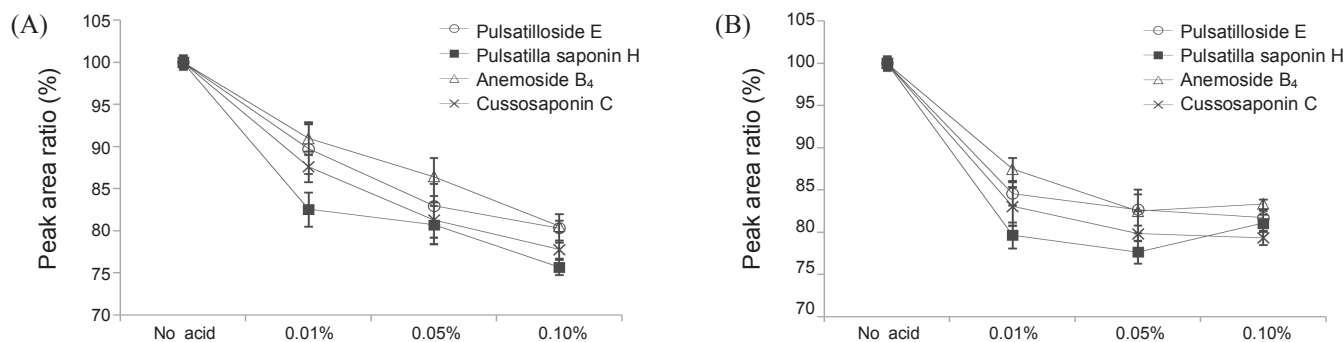 (A)
Peak area ratio (%)
105
100
95
90
85
80
75
70
No acid 0.01% 0.05% 0.10%
Pulsatilloside E
Pulsatilla saponin H
Anemoside B₄
Cussosaponin C
(B)
Peak area ratio (%)
105
100
95
90
85
80
75
70
No acid 0.01% 0.05% 0.10%
Pulsatilloside E
Pulsatilla saponin H
Anemoside B₄
Cussosaponin C